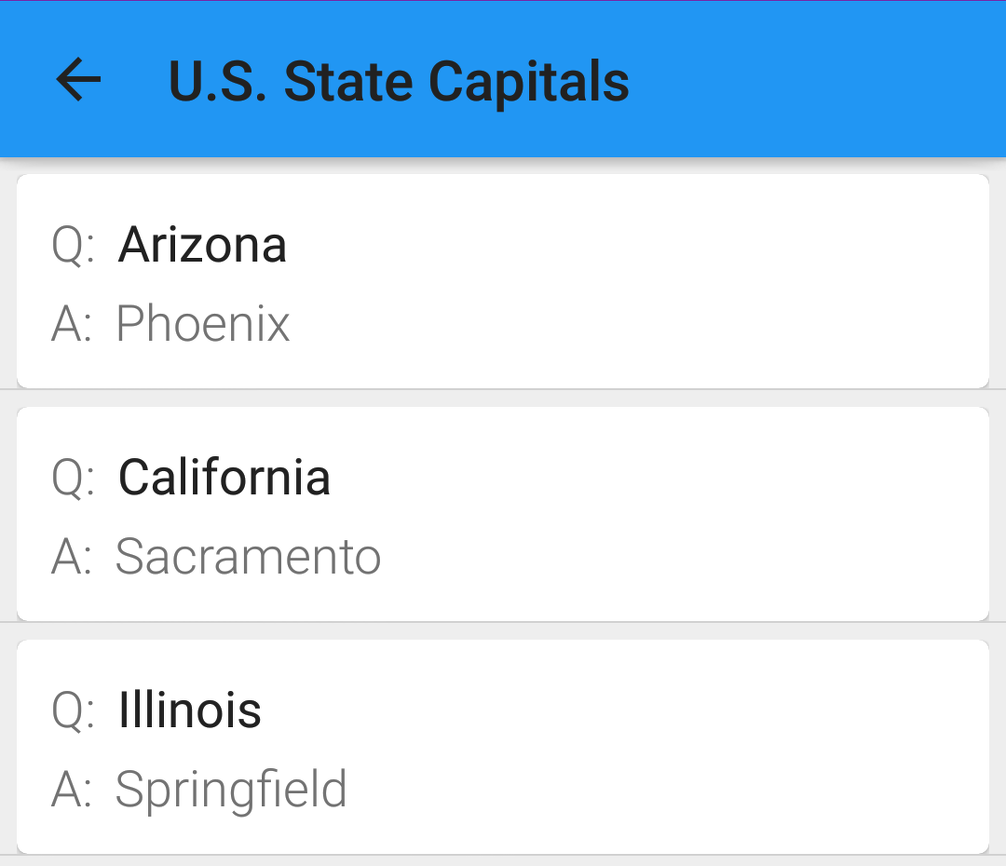 U.S. State Capitals
Q: Arizona
A: Phoenix
Q: California
A: Sacramento
Q: Illinois
A: Springfield